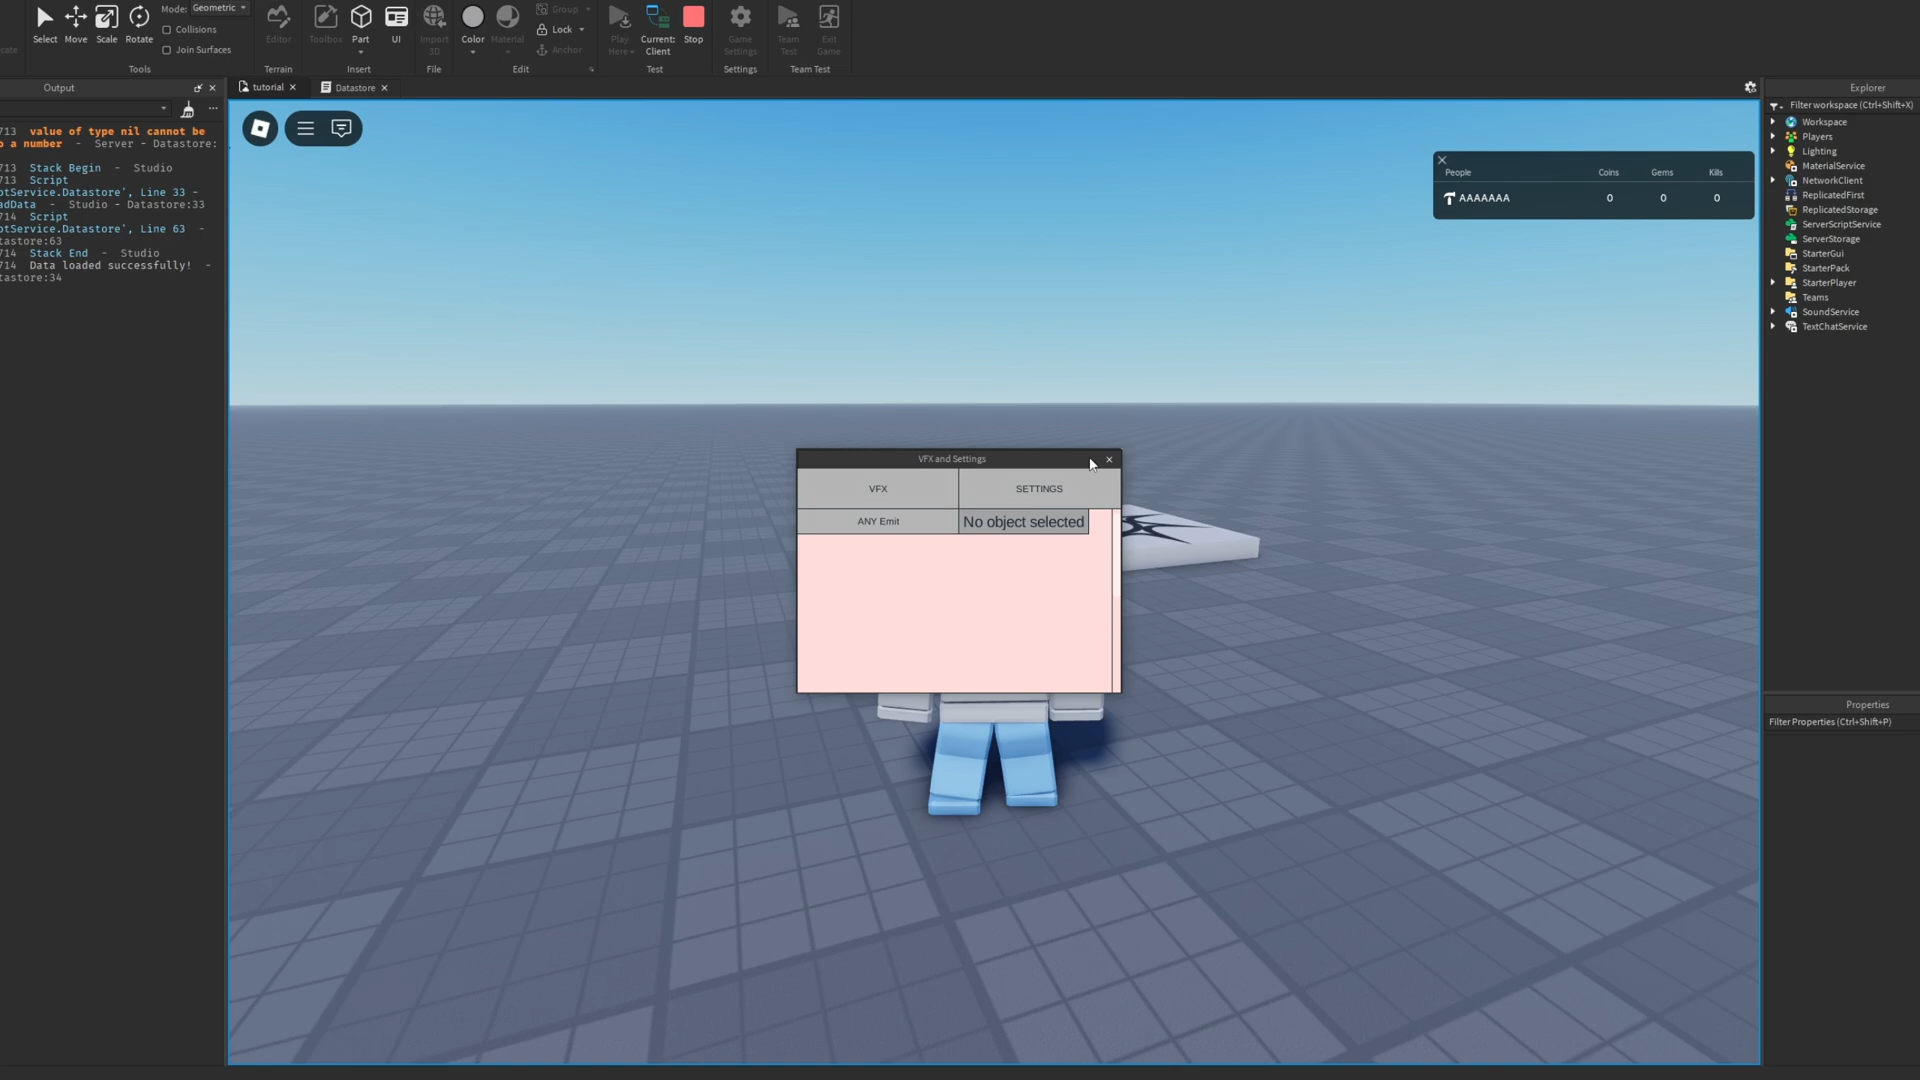 Mode: Geometric
Collisions
Join Surfaces
Select Move Scale Rotate
Editor
Toolbox Part UI
Import 3D
Color Material
Group
Lock
Anchor
Play Here
Current: Client
Stop
Game Settings
Team Test
Exit Game
cate
Tools Terrain Insert File Edit Test Settings Team Test
Output
tutorial
Datastore
Explorer
Filter workspace (Ctrl+Shift+X)
713 value of type nil cannot be
o a number - Server - Datastore:
713 Stack Begin - Studio
713 Script
ptService.Datastore', Line 33 -
adData - Studio - Datastore:33
714 Script
ptService.Datastore', Line 63 -
tastore:63
714 Stack End - Studio
714 Data loaded successfully! -
tastore:34
People Coins Gems Kills
AAAAAAA 0 0 0
VFX and Settings
VFX SETTINGS
ANY Emit No object selected
Workspace
Players
Lighting
MaterialService
NetworkClient
ReplicatedFirst
ReplicatedStorage
ServerScriptService
ServerStorage
StarterGui
StarterPack
StarterPlayer
Teams
SoundService
TextChatService
Properties
Filter Properties (Ctrl+Shift+P)